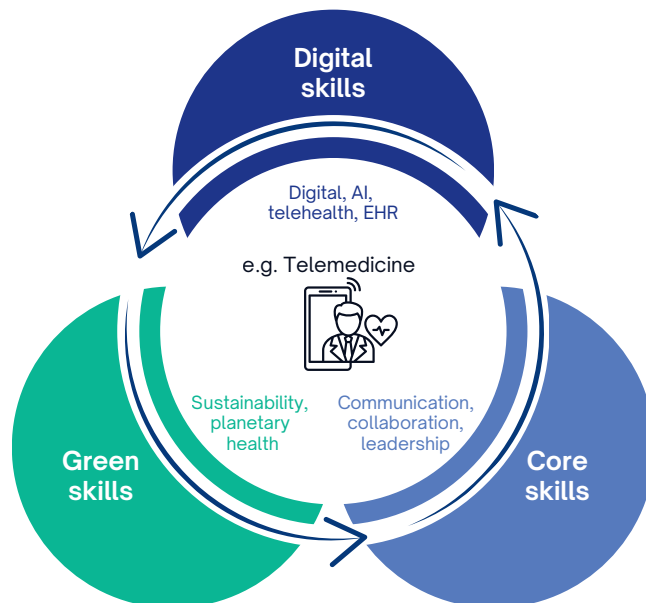 Digital
skills
Digital, AI,
telehealth, EHR
e.g. Telemedicine
Sustainability,
planetary
health
Communication,
collaboration,
leadership
Green
skills
Core
skills